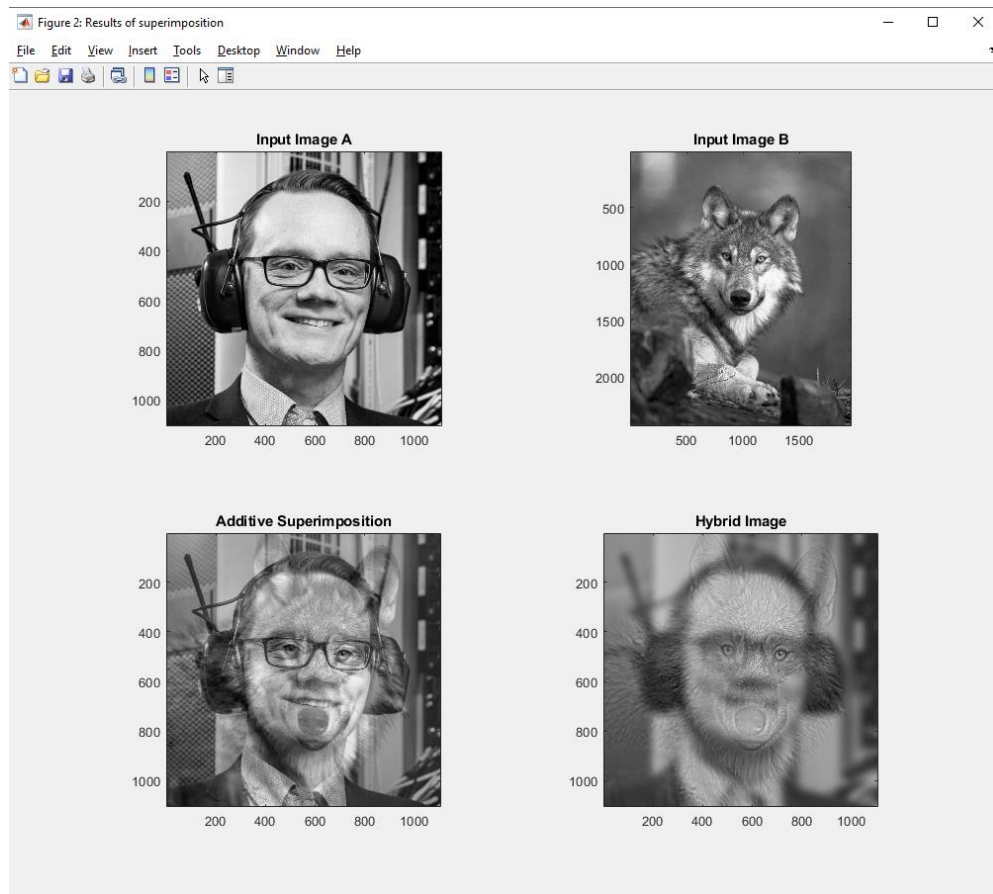 Figure 2: Results of superimposition
File Edit View Insert Tools Desktop Window Help
Input Image A
200
400
600
800
1000
200 400 600 800 1000
Input Image B
500
1000
1500
2000
500 1000 1500
Additive Superimposition
200
400
600
800
1000
200 400 600 800 1000
Hybrid Image
200
400
600
800
1000
200 400 600 800 1000